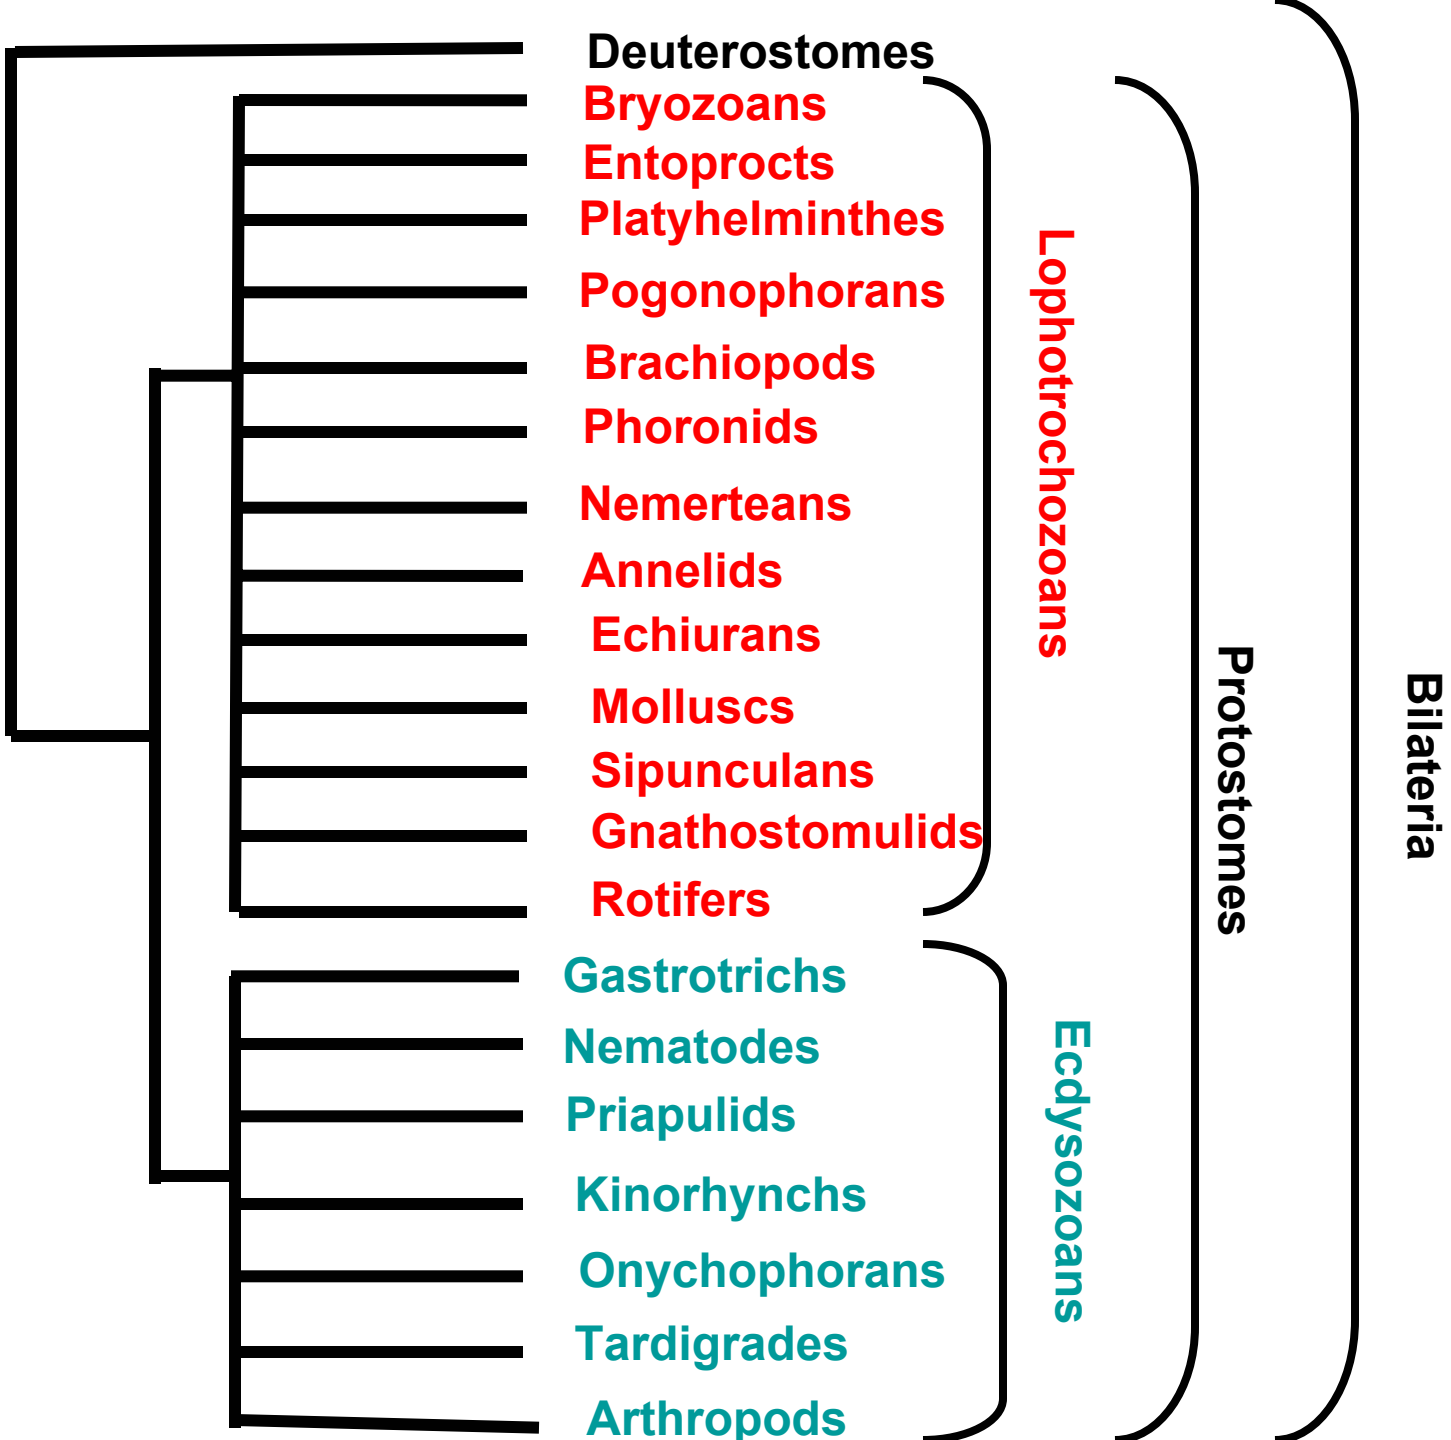 Deuterostomes
Bryozoans
Entoprocts
Platyhelminthes
Pogonophorans
Brachiopods
Phoronids
Nemerteans
Annelids
Echiurans
Molluscs
Sipunculans
Gnathostomulids
Rotifers
Gastrotrichs
Nematodes
Priapulids
Kinorhynchs
Onychophorans
Tardigrades
Arthropods
Lophotrochozoans
Ecdysozoans
Protostomes
Bilateria